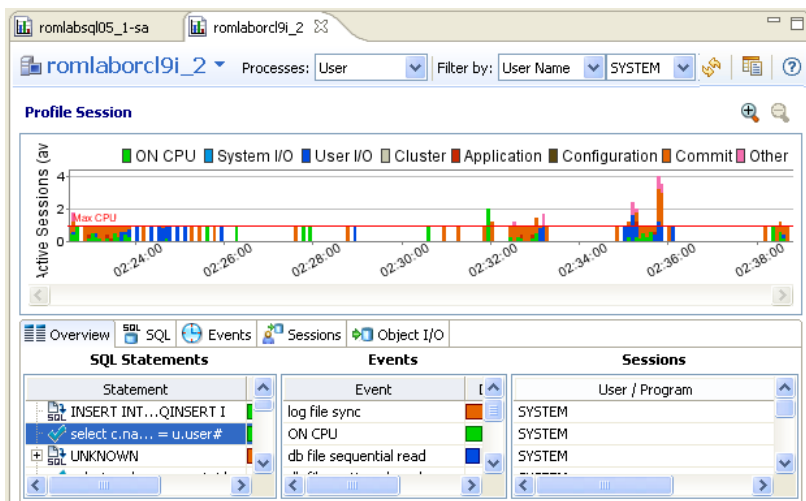 romlabsql05_1-sa romlaborcl9i_2
romlaborcl9i_2 Processes: User Filter by: User Name SYSTEM
Profile Session
ON CPU System I/O User I/O Cluster Application Configuration Commit Other
Active Sessions (av
4
2
0
Max CPU
02:24:00 02:26:00 02:28:00 02:30:00 02:32:00 02:34:00 02:36:00 02:38:00
Overview SQL Events Sessions Object I/O
SQL Statements Events Sessions
Statement Event User / Program
SQL INSERT INT...QINSERT I log file sync SYSTEM
select c.na... = u.user# ON CPU SYSTEM
SQL UNKNOWN db file sequential read SYSTEM